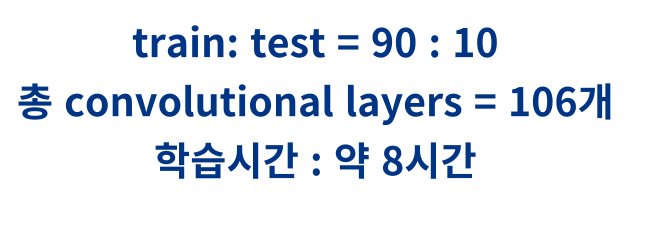 train: test = 90 : 10
총 convolutional layers = 106개
학습시간 : 약 8시간